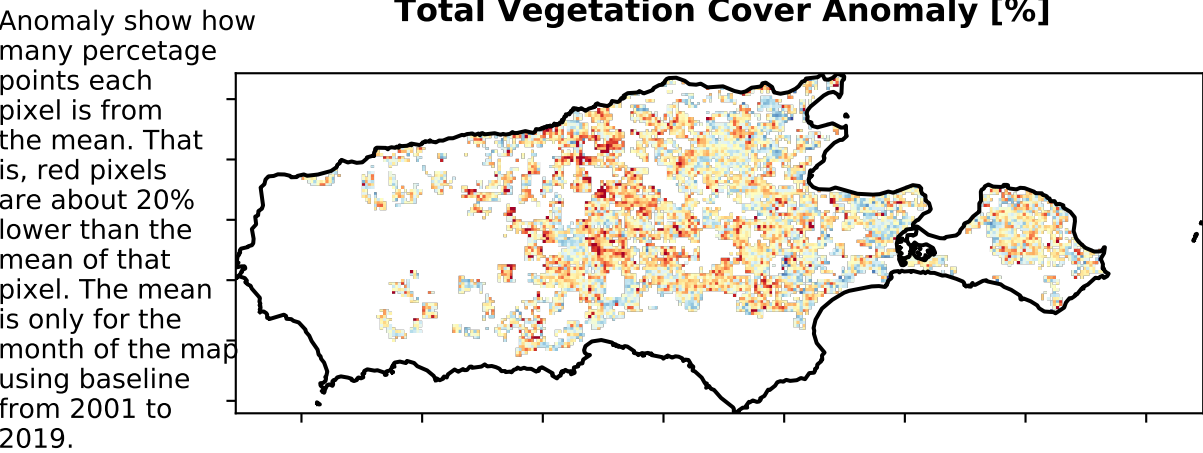 Total Vegetation Cover Anomaly [%]
Anomaly show how
many percetage
points each
pixel is from
the mean. That
is, red pixels
are about 20%
lower than the
mean of that
pixel. The mean
is only for the
month of the map
using baseline
from 2001 to
2019.